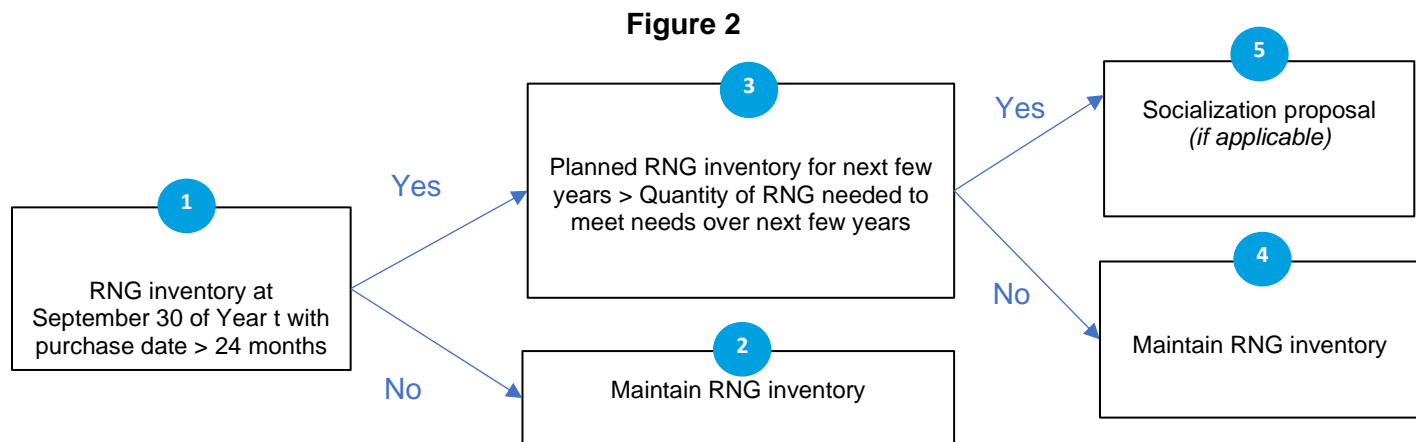 Figure 2
1
RNG inventory at
September 30 of Year t with
purchase date > 24 months
Yes
No
3
Planned RNG inventory for next few
years > Quantity of RNG needed to
meet needs over next few years
2
Maintain RNG inventory
Yes
No
5
Socialization proposal
(if applicable)
4
Maintain RNG inventory